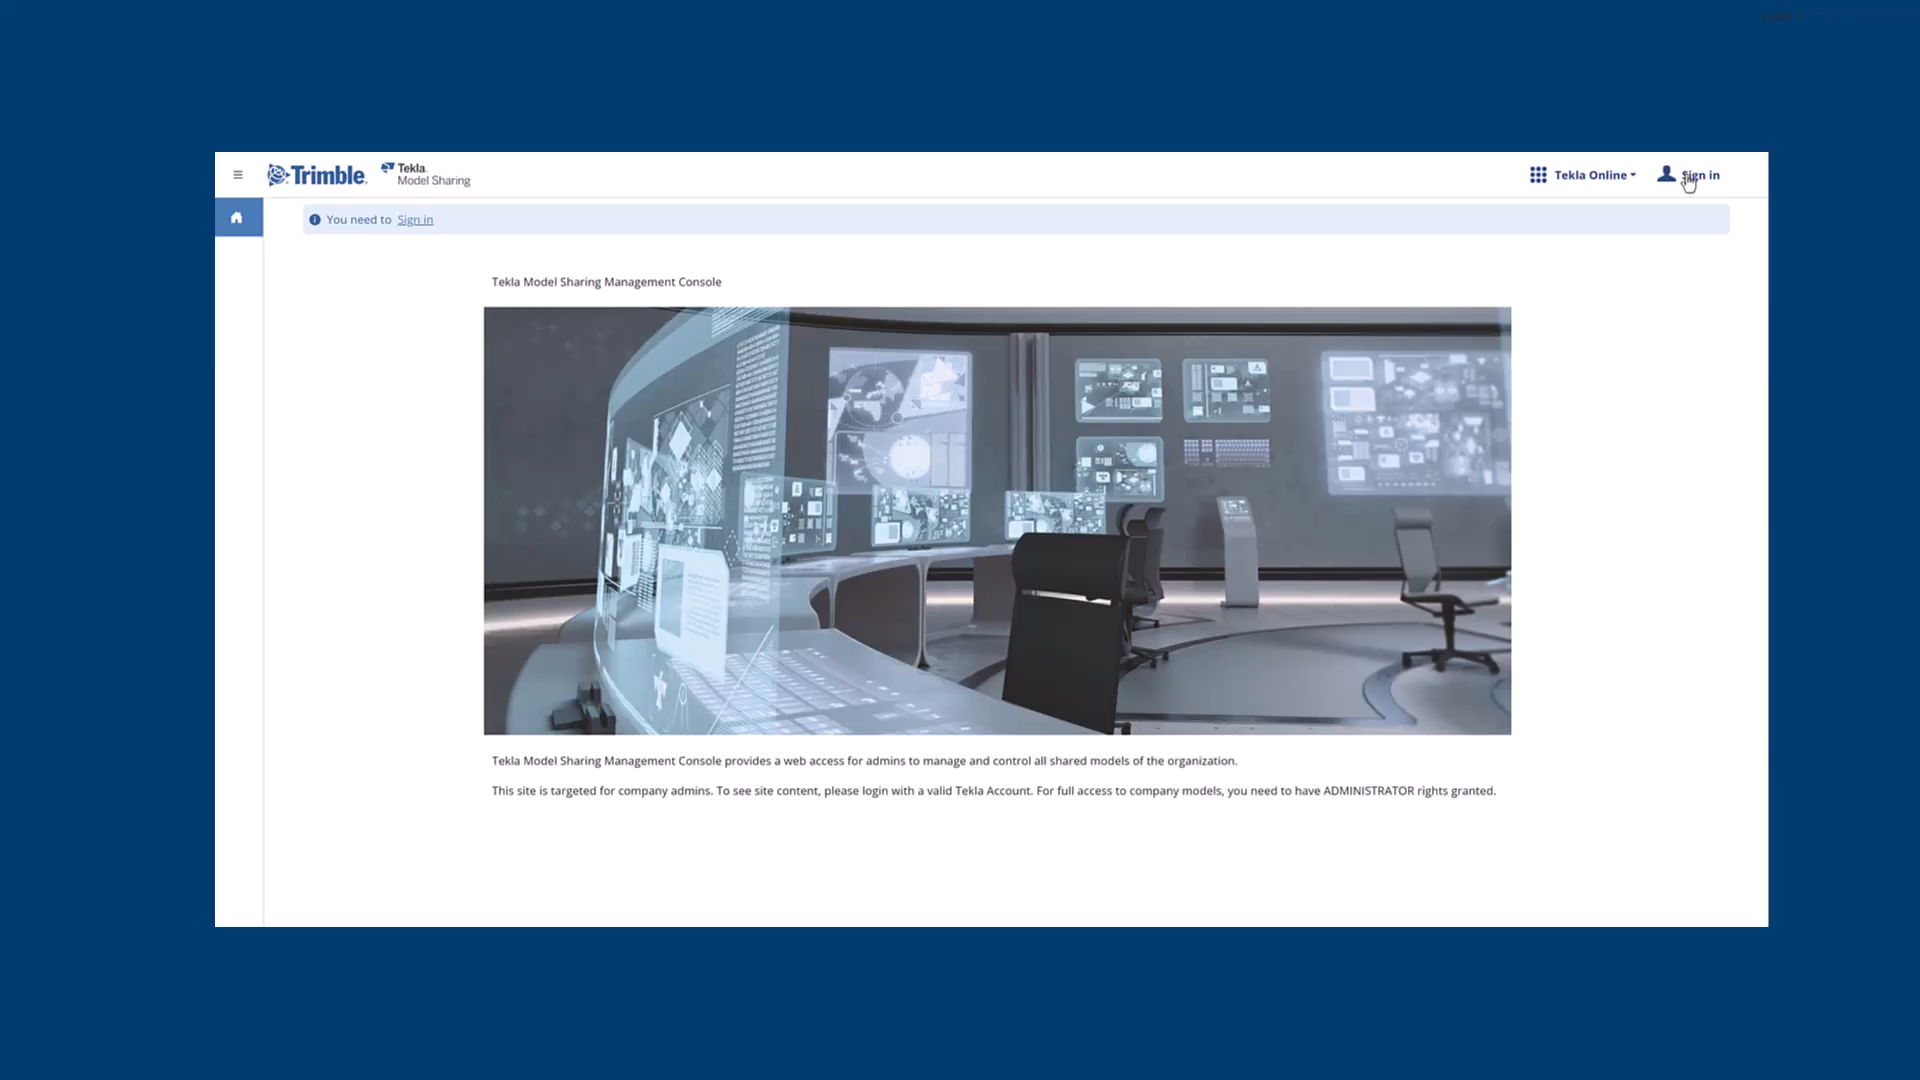 Trimble
Tekla
Model Sharing
Tekla Online
Sign in
You need to Sign in
Tekla Model Sharing Management Console
Tekla Model Sharing Management Console provides a web access for admins to manage and control all shared models of the organization.
This site is targeted for company admins. To see site content, please login with a valid Tekla Account. For full access to company models, you need to have ADMINISTRATOR rights granted.